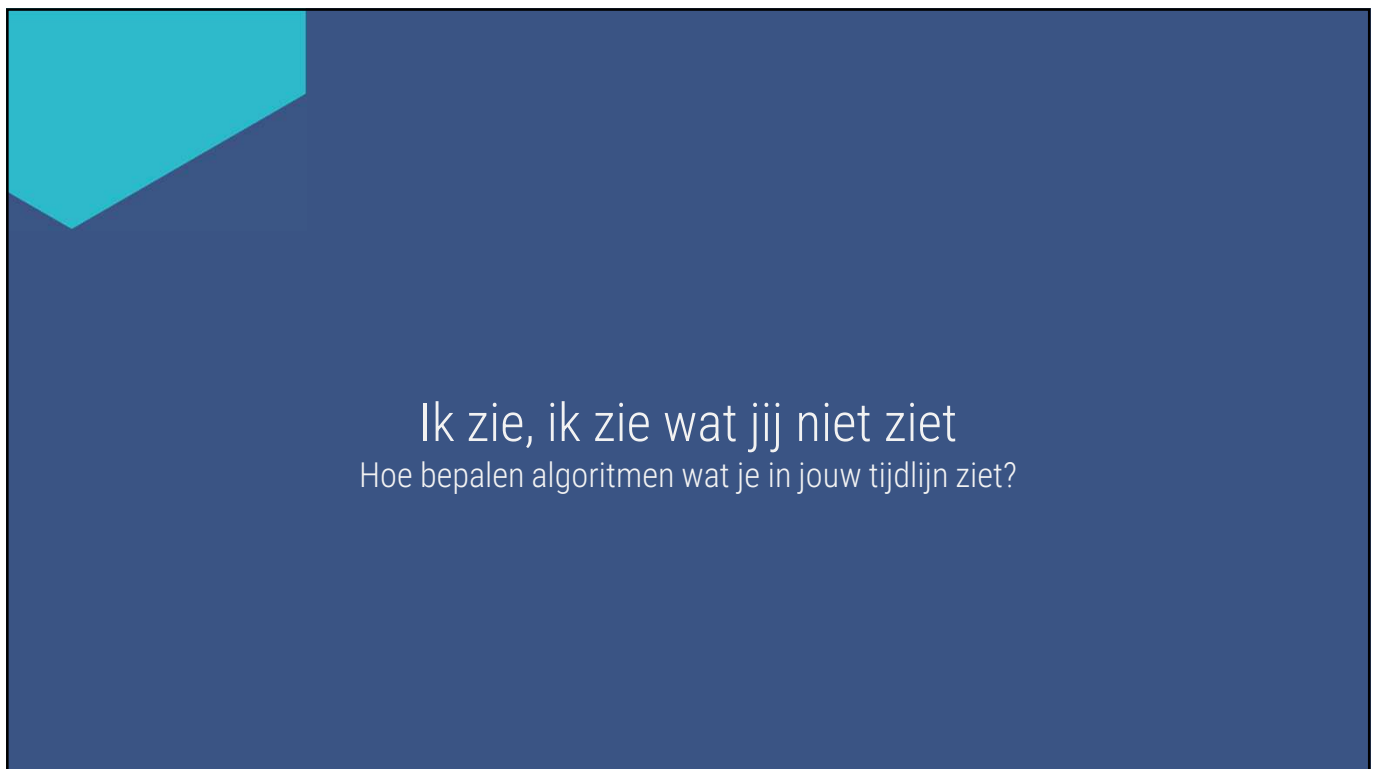 Ik zie, ik zie wat jij niet ziet
Hoe bepalen algoritmen wat je in jouw tijdlijn ziet?